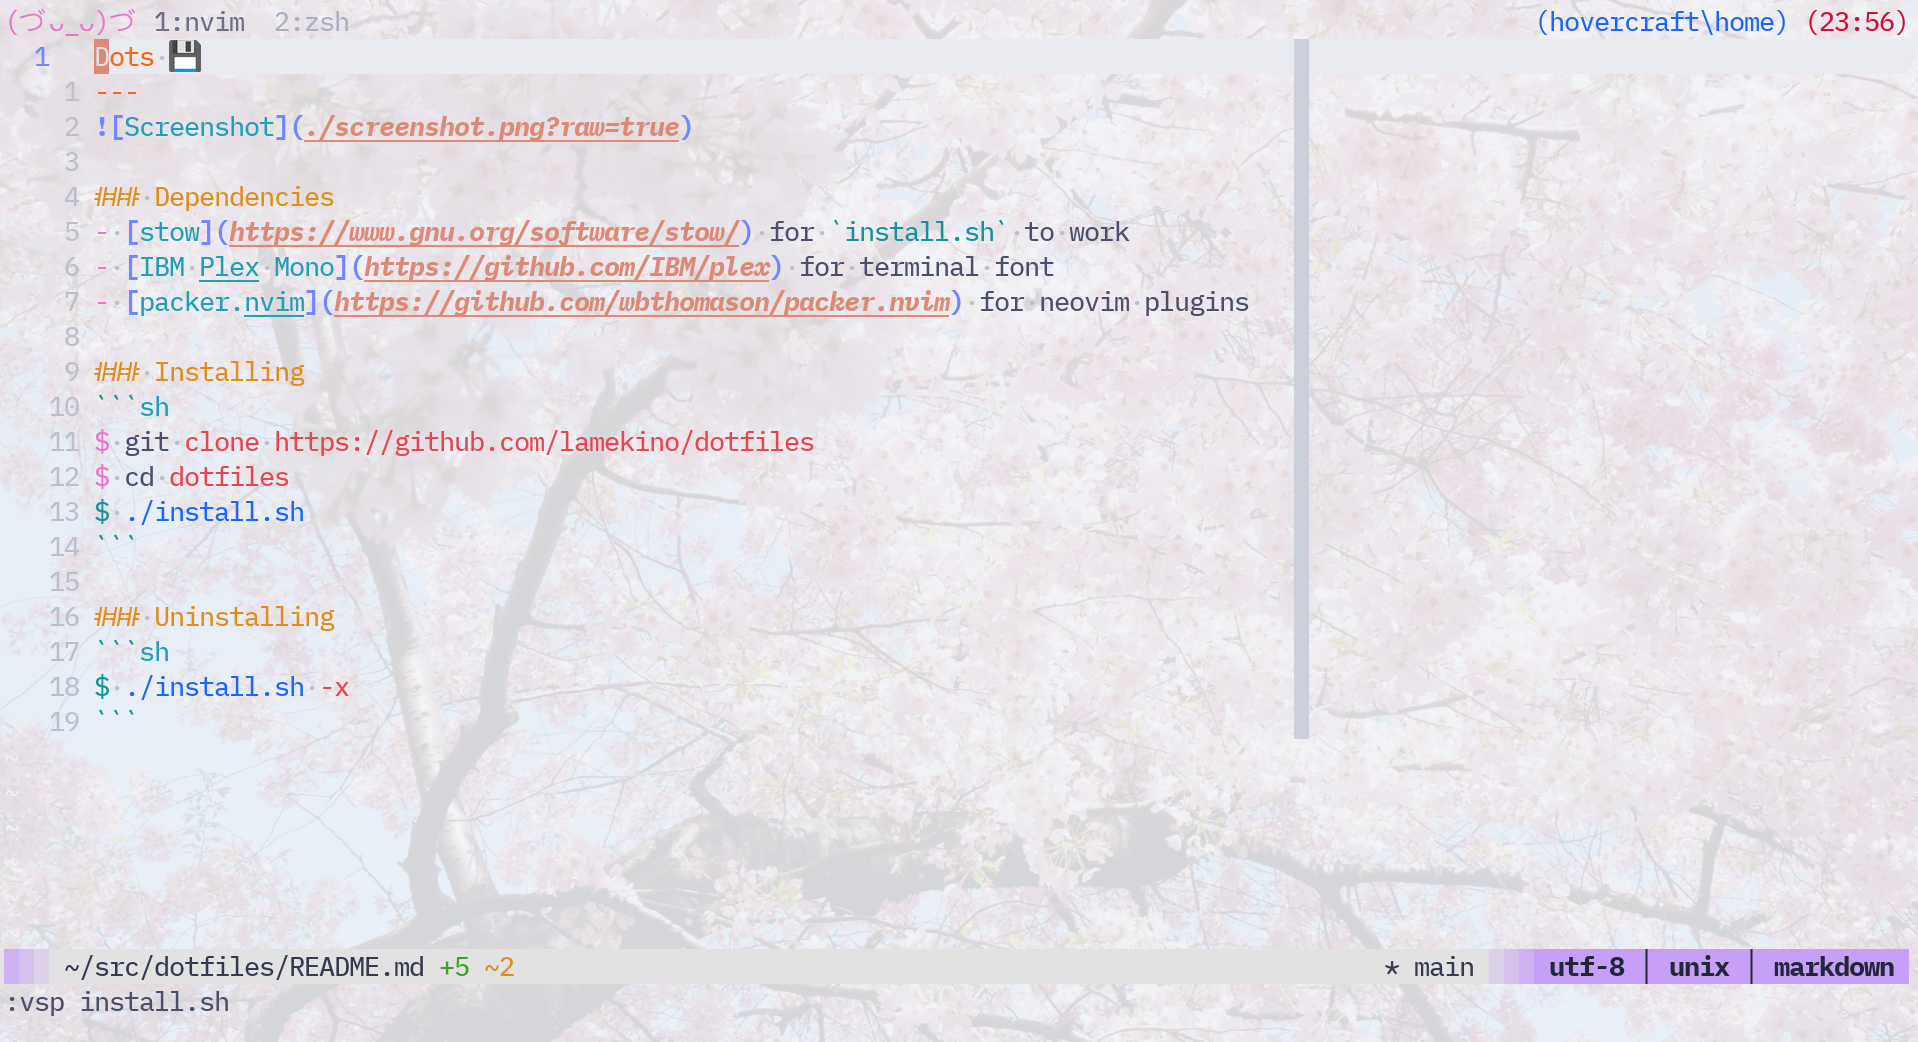 (づ ᴗ_ᴗ)づ 1:nvim 2:zsh (hovercraft\home) (23:56)
1 Dots 💾
1 ---
2 ![Screenshot](./screenshot.png?raw=true)
3
4 ### Dependencies
5 - [stow](https://www.gnu.org/software/stow/) for `install.sh` to work
6 - [IBM Plex Mono](https://github.com/IBM/plex) for terminal font
7 - [packer.nvim](https://github.com/wbthomason/packer.nvim) for neovim plugins
8
9 ### Installing
10 ```sh
11 $ git clone https://github.com/lamekino/dotfiles
12 $ cd dotfiles
13 $ ./install.sh
14 ```
15
16 ### Uninstalling
17 ```sh
18 $ ./install.sh -x
19 ```
~
~
~/src/dotfiles/README.md +5 ~2 * main utf-8 | unix | markdown
:vsp install.sh